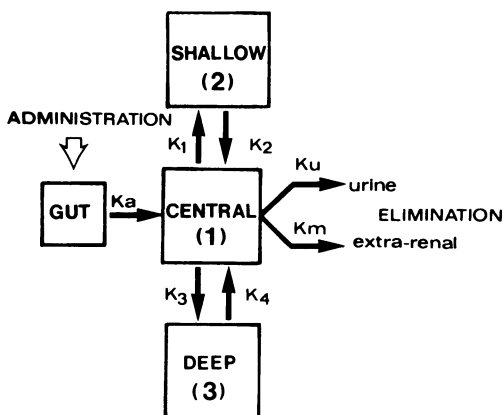 SHALLOW
(2)
ADMINISTRATION
K1
K2
GUT
Ka
CENTRAL
(1)
Ku
urine
ELIMINATION
Km
extra-renal
K3
K4
DEEP
(3)